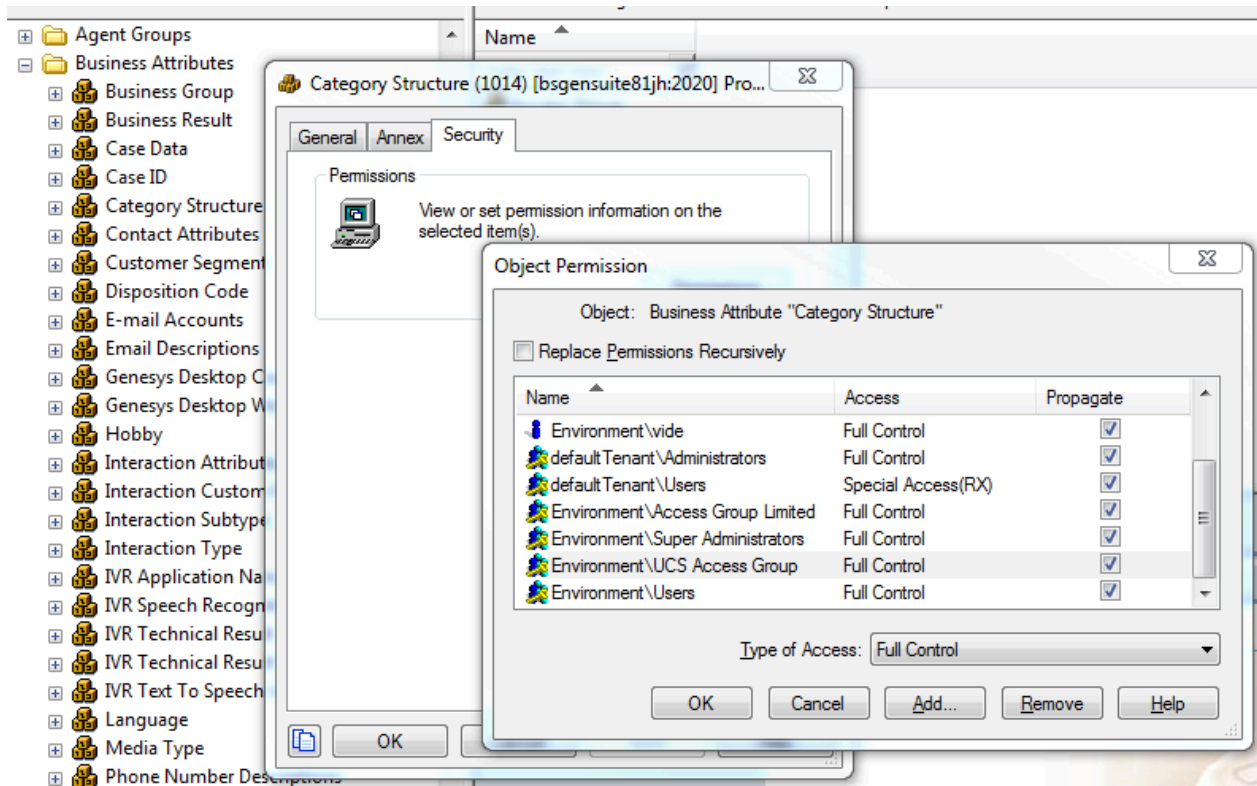 Agent Groups
Business Attributes
Business Group
Business Result
Case Data
Case ID
Category Structure
Contact Attributes
Customer Segment
Disposition Code
E-mail Accounts
Email Descriptions
Genesys Desktop C
Genesys Desktop W
Hobby
Interaction Attribut
Interaction Custom
Interaction Subtype
Interaction Type
IVR Application Na
IVR Speech Recogn
IVR Technical Resu
IVR Technical Resu
IVR Text To Speech
Language
Media Type
Phone Number Descriptions
Name
Category Structure (1014) [bsgensuite81jh:2020] Pro...
General Annex Security
Permissions
View or set permission information on the
selected item(s).
OK
Object Permission
Object: Business Attribute "Category Structure"
Replace Permissions Recursively
Name Access Propagate
Environment\vide Full Control
defaultTenant\Administrators Full Control
defaultTenant\Users Special Access(RX)
Environment\Access Group Limited Full Control
Environment\Super Administrators Full Control
Environment\UCS Access Group Full Control
Environment\Users Full Control
Type of Access: Full Control
OK Cancel Add... Remove Help